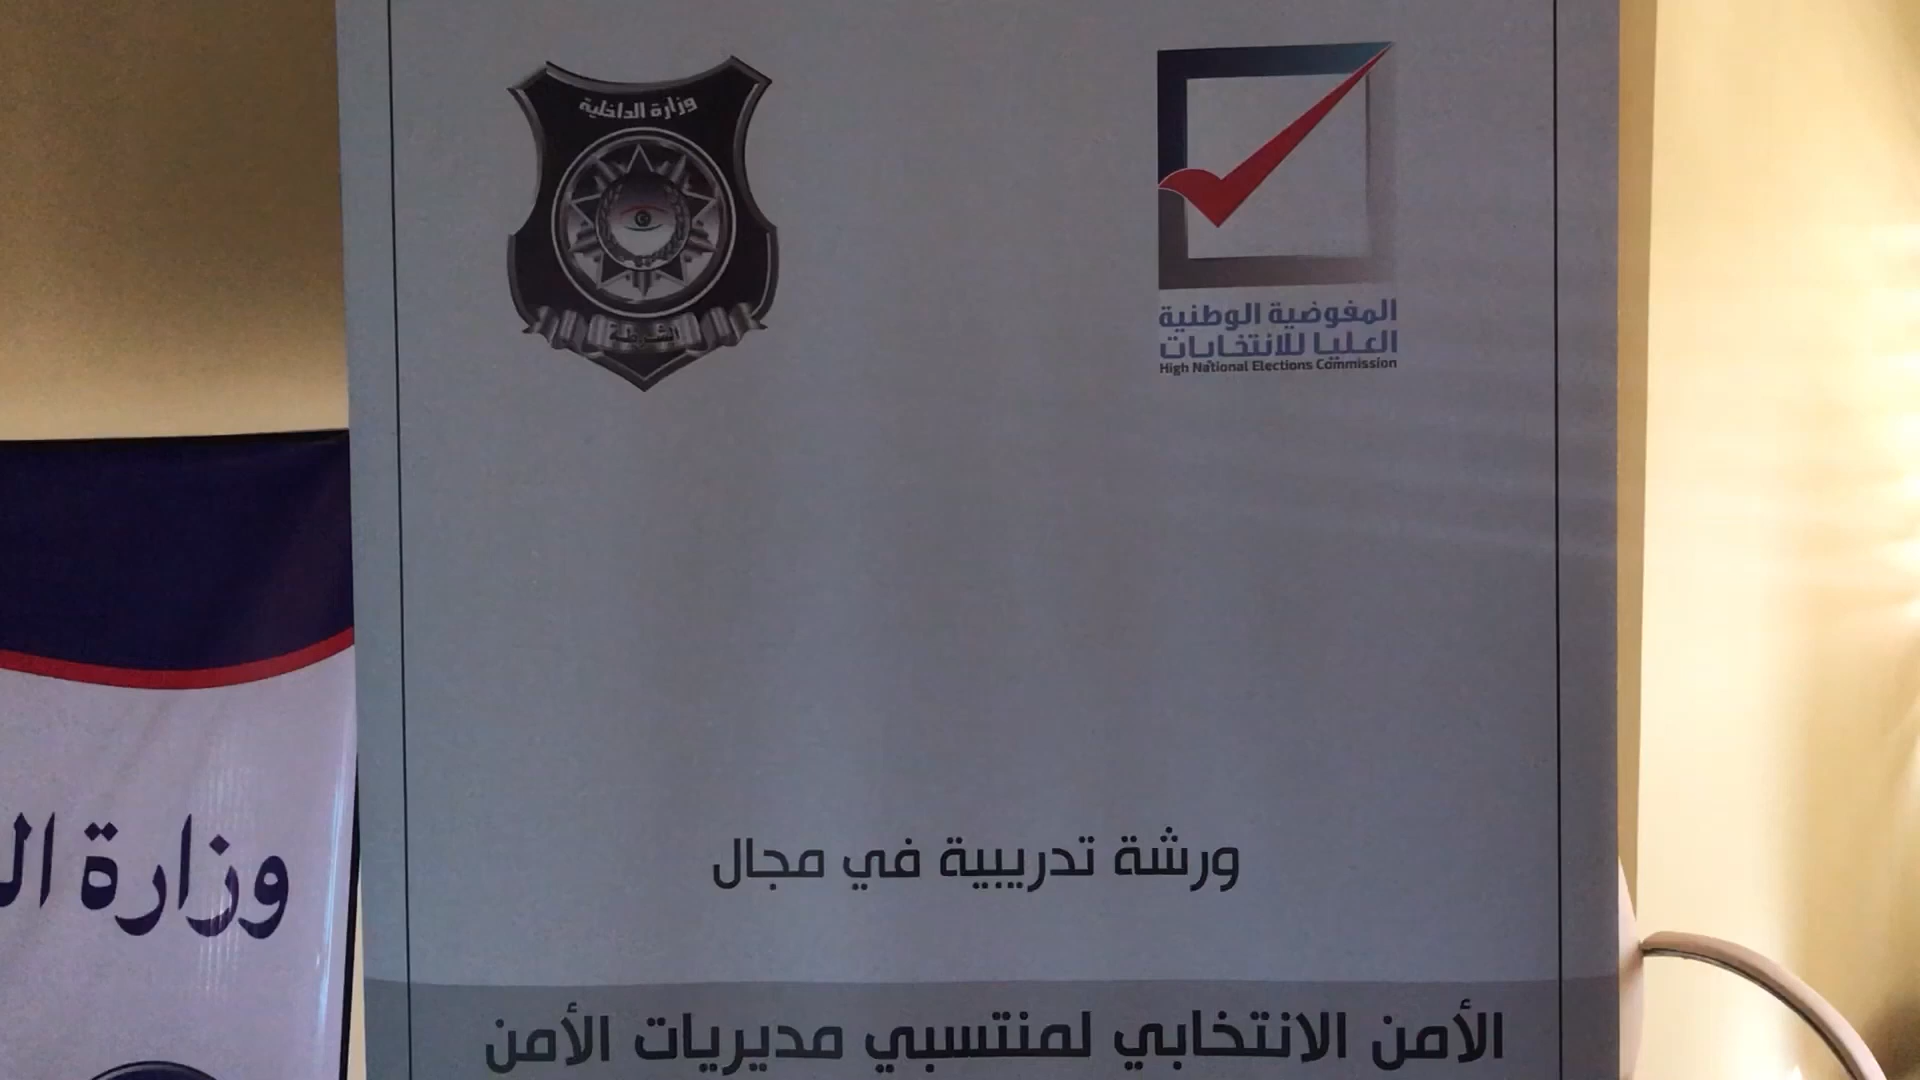 وزارة الداخلية
الشرطة
المفوضية الوطنية
العليا للانتخابات
High National Elections Commission
ورشة تدريبية في مجال
الأمن الانتخابي لمنتسبي مديريات الأمن
وزارة